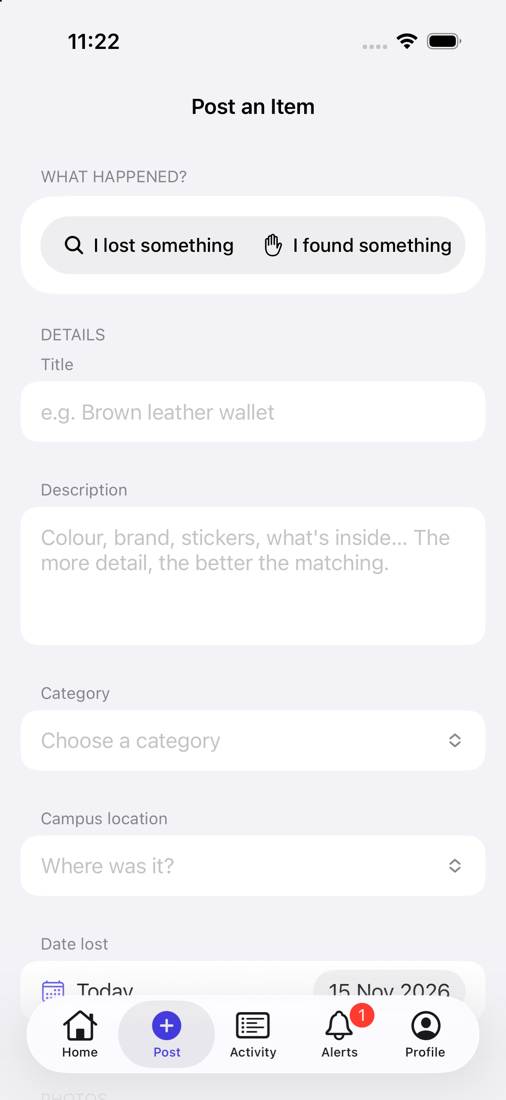 11:22
Post an Item
WHAT HAPPENED?
I lost something
I found something
DETAILS
Title
e.g. Brown leather wallet
Description
Colour, brand, stickers, what's inside... The
more detail, the better the matching.
Category
Choose a category
Campus location
Where was it?
Date lost
Today
15 Nov 2026
Home
Post
Activity
1
Alerts
Profile
PHOTOS